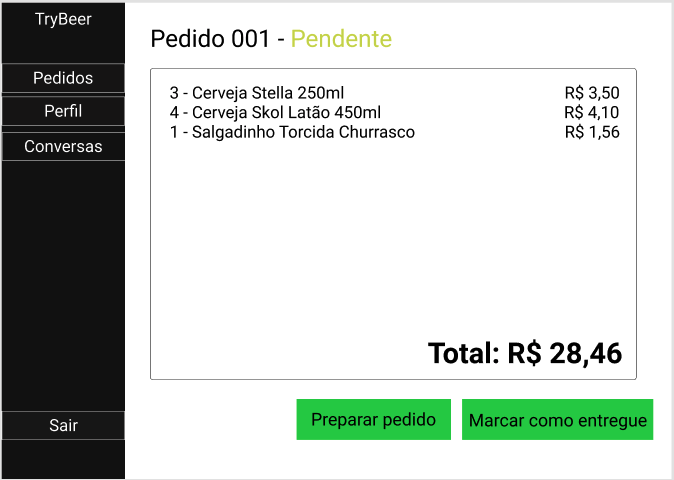 TryBeer
Pedidos
Perfil
Conversas
Sair
Pedido 001 - Pendente
3 - Cerveja Stella 250ml R$ 3,50
4 - Cerveja Skol Latão 450ml R$ 4,10
1 - Salgadinho Torcida Churrasco R$ 1,56
Total: R$ 28,46
Preparar pedido
Marcar como entregue